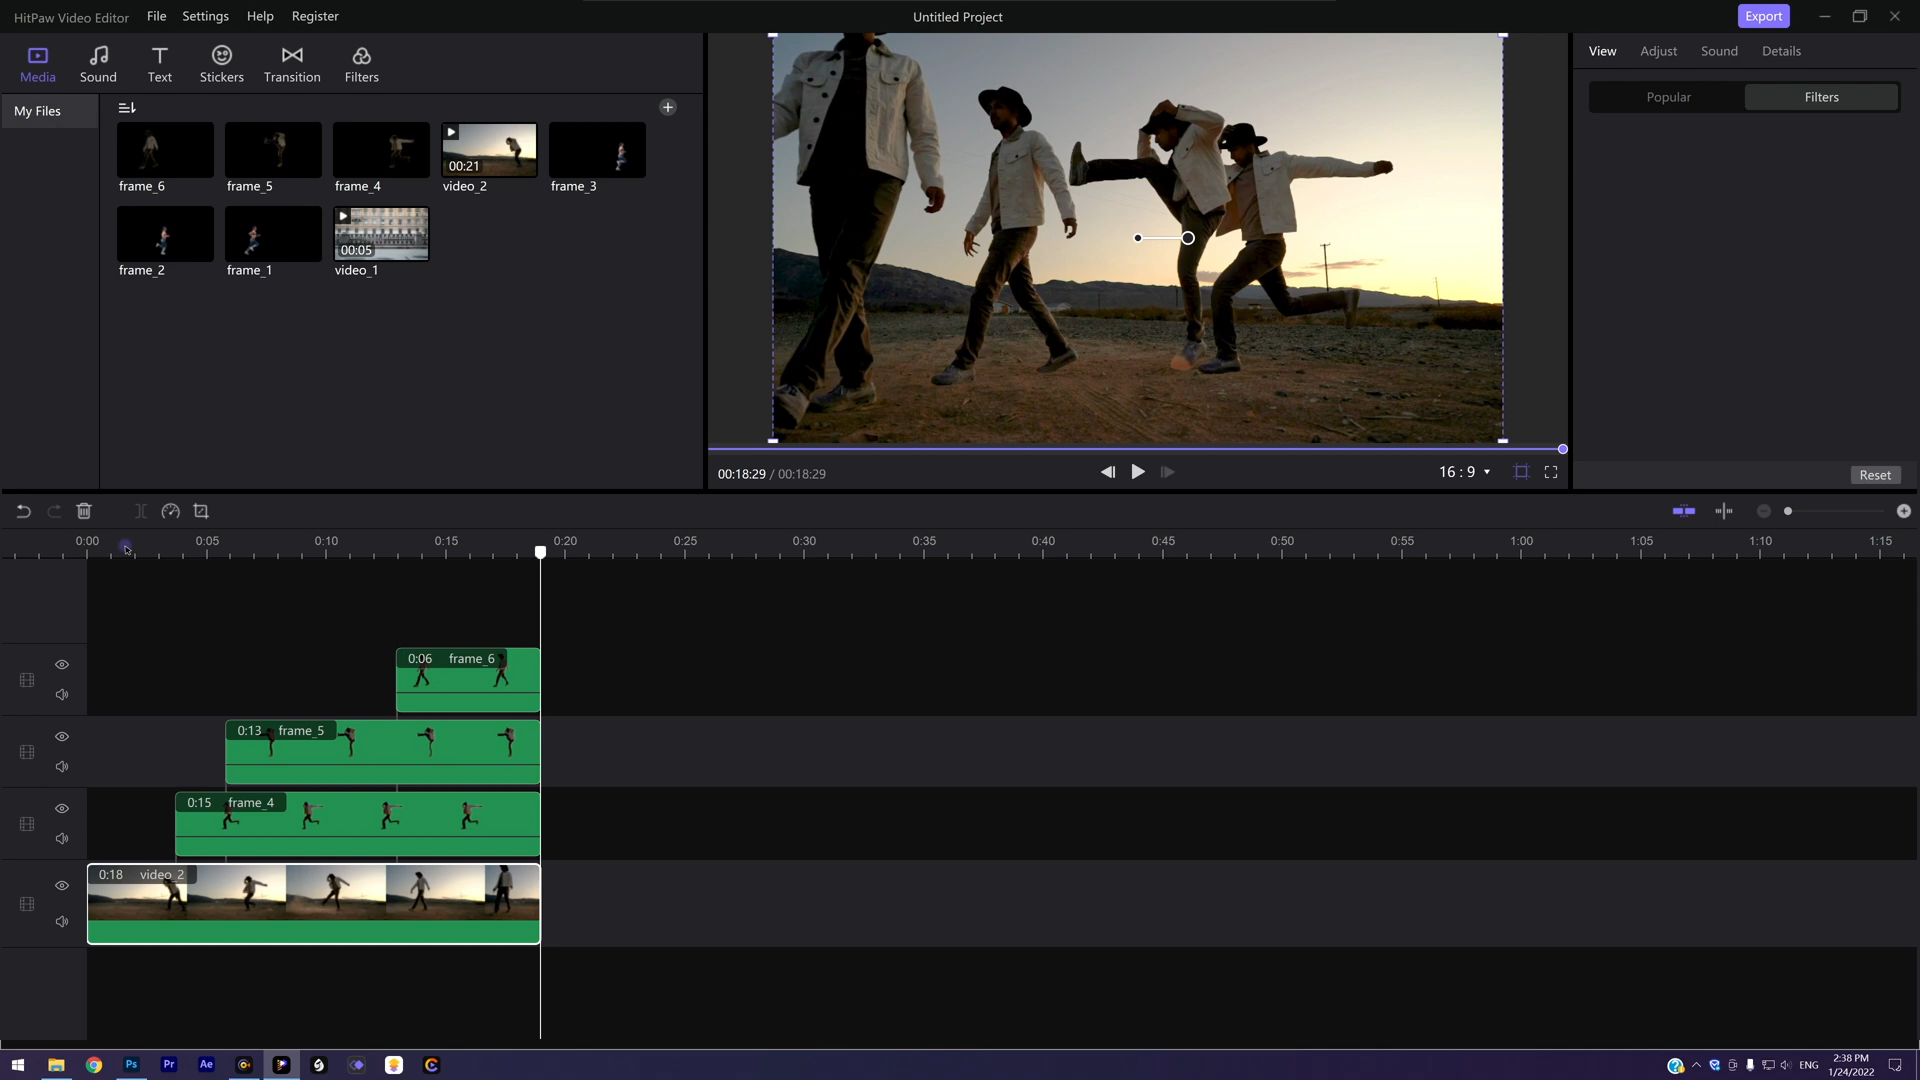 HitPaw Video Editor File Settings Help Register Untitled Project Export
Media Sound Text Stickers Transition Filters
View Adjust Sound Details
My Files
Popular Filters
00:21
frame_6 frame_5 frame_4 video_2 frame_3
00:05
frame_2 frame_1 video_1
00:18:29 / 00:18:29 16 : 9
Reset
0:00 0:05 0:10 0:15 0:20 0:25 0:30 0:35 0:40 0:45 0:50 0:55 1:00 1:05 1:10 1:15
0:06 frame_6
0:13 frame_5
0:15 frame_4
0:18 video_2
Ps Pr Ae
ENG
2:38 PM
1/24/2022